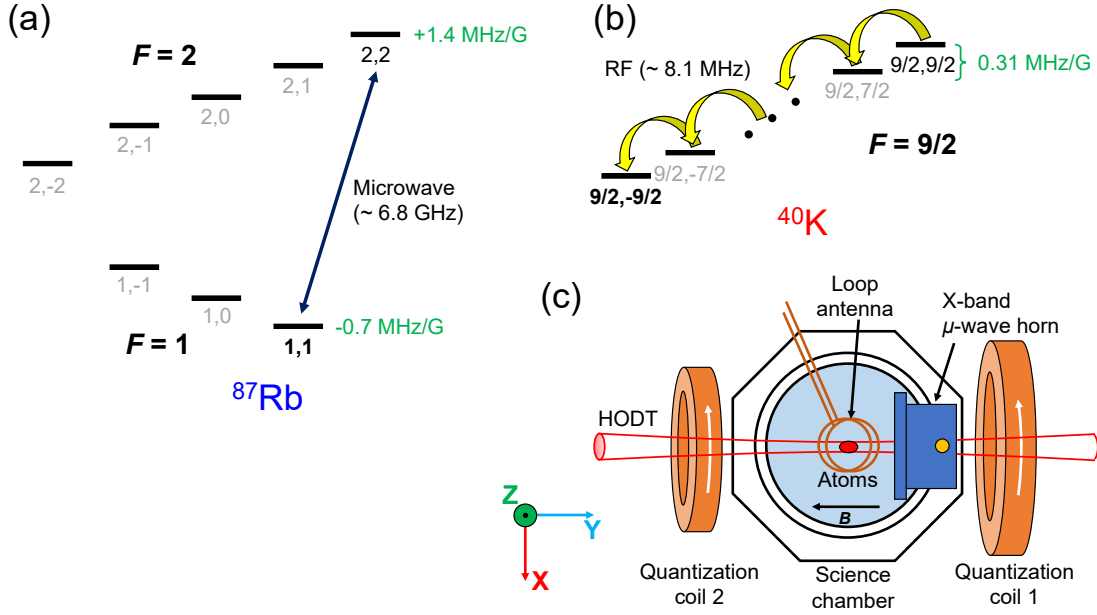 (a)
F = 2
2,2
+1.4 MHz/G
2,1
2,0
2,-1
2,-2
Microwave
(~ 6.8 GHz)
1,-1
1,0
1,1
-0.7 MHz/G
F = 1
87Rb
(b)
RF (~ 8.1 MHz)
9/2,9/2
0.31 MHz/G
9/2,7/2
F = 9/2
9/2,-7/2
9/2,-9/2
40K
(c)
Loop
antenna
X-band
μ-wave horn
HODT
Atoms
B
Z
Y
X
Quantization
coil 2
Science
chamber
Quantization
coil 1